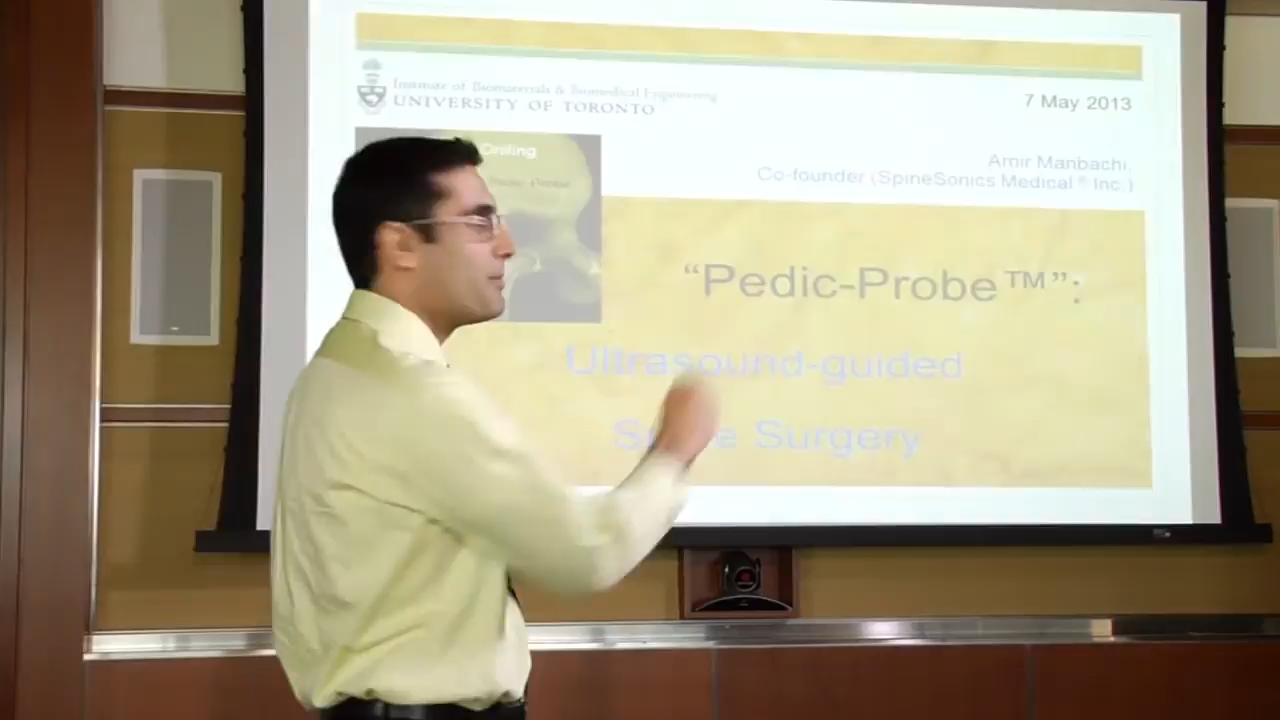 Institute of Biomaterials & Biomedical Engineering
UNIVERSITY OF TORONTO
7 May 2013
Amir Manbachi,
Co-founder (SpineSonics Medical ® Inc.)
Drilling
“Pedic-Probe™”:
Ultrasound-guided
Surgery